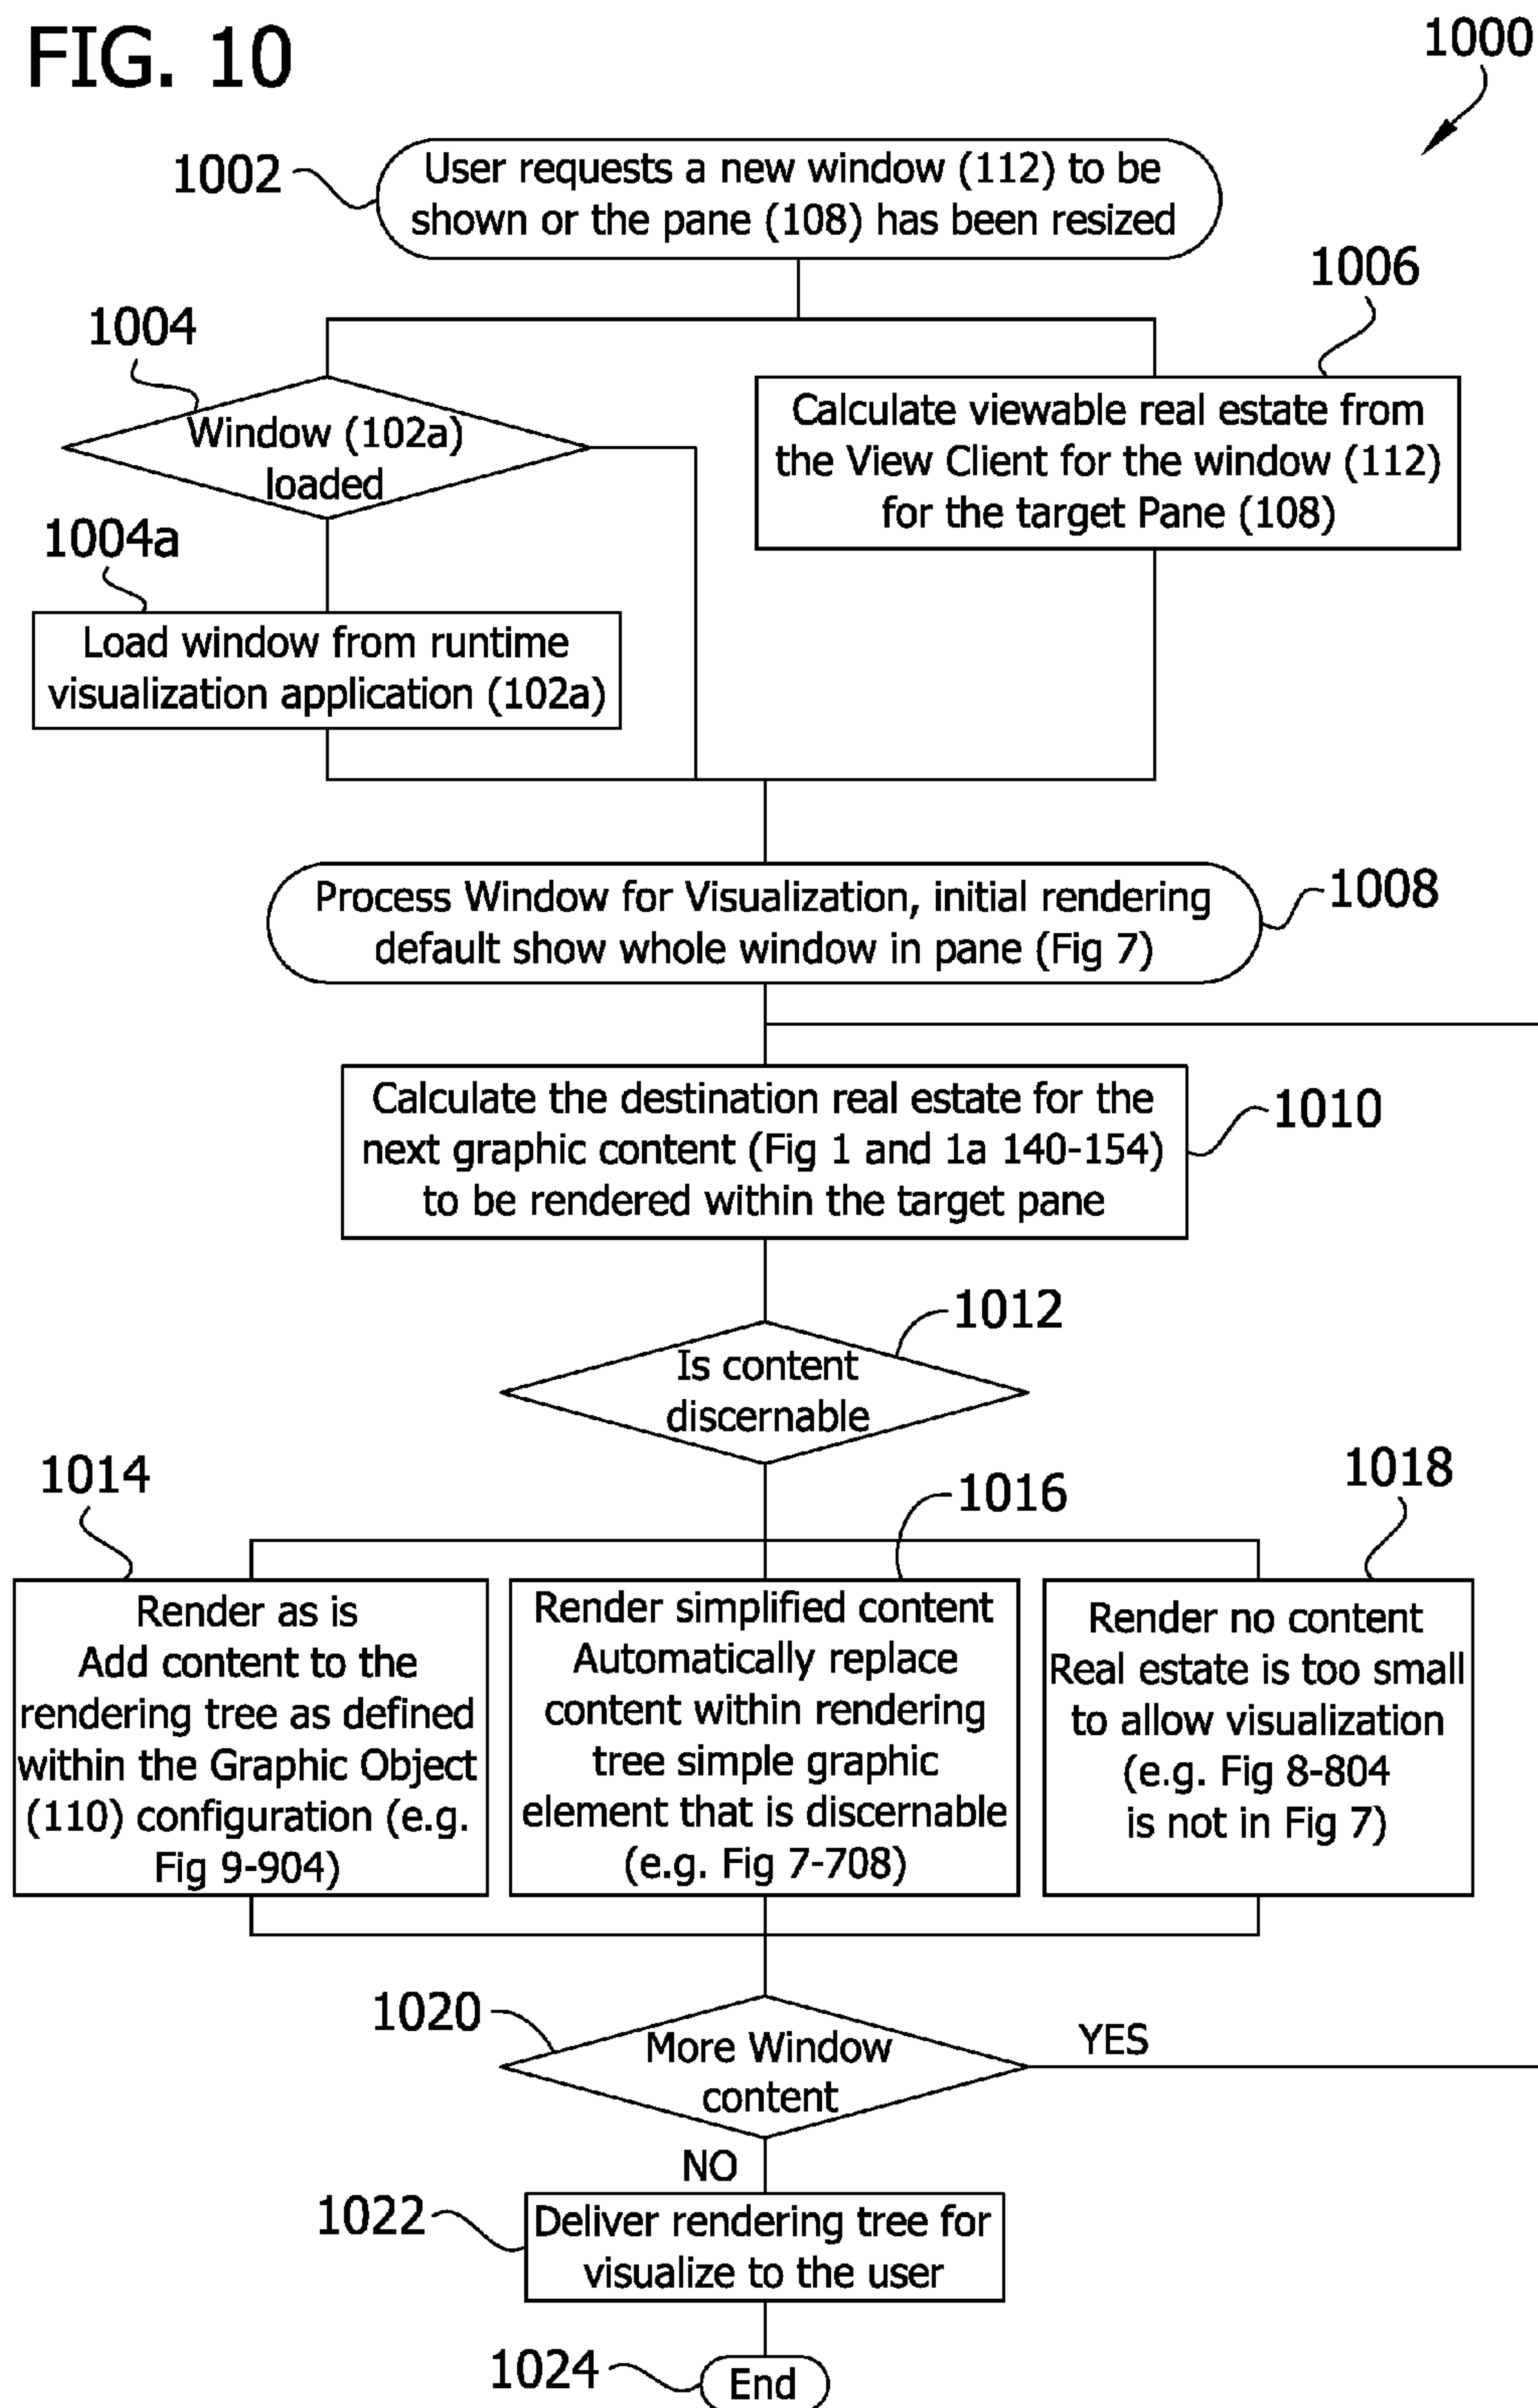 FIG. 10
1000
1002
User requests a new window (112) to be
shown or the pane (108) has been resized
1004
1006
Window (102a)
loaded
Calculate viewable real estate from
the View Client for the window (112)
for the target Pane (108)
1004a
Load window from runtime
visualization application (102a)
Process Window for Visualization, initial rendering
default show whole window in pane (Fig 7)
1008
Calculate the destination real estate for the
next graphic content (Fig 1 and 1a 140-154)
to be rendered within the target pane
1010
1012
Is content
discernable
1014
1016
1018
Render as is
Add content to the
rendering tree as defined
within the Graphic Object
(110) configuration (e.g.
Fig 9-904)
Render simplified content
Automatically replace
content within rendering
tree simple graphic
element that is discernable
(e.g. Fig 7-708)
Render no content
Real estate is too small
to allow visualization
(e.g. Fig 8-804
is not in Fig 7)
1020
More Window
content
YES
NO
1022
Deliver rendering tree for
visualize to the user
1024
End